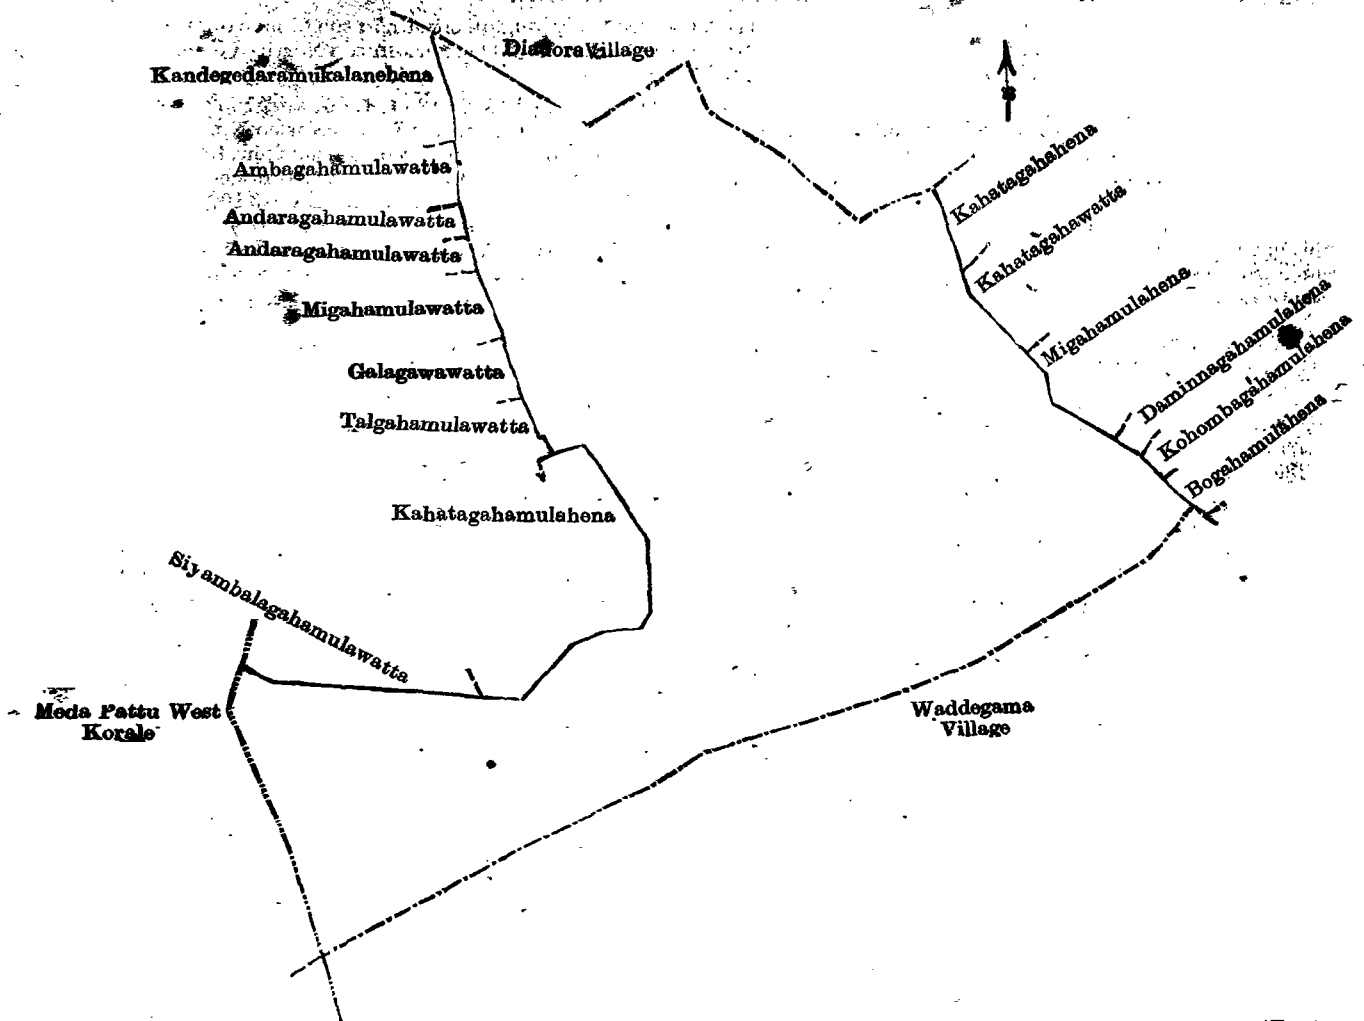 Village
Kandegedaramukalanehena
Ambagahamulawatta
Andaragahamulawatta
Andaragahamulawatta
Migahamulawatta
Galagawawatta
Talgahamulawatta
Kahatagahamulahena
Siyambalagahamulawatta
Meda Pattu West
Korale
Kahatagahahena
Kahatagahawatta
Migahamulahena
Daminnagahamulahena
Kohombagahamulahena
Bogahamulahena
Waddegama
Village